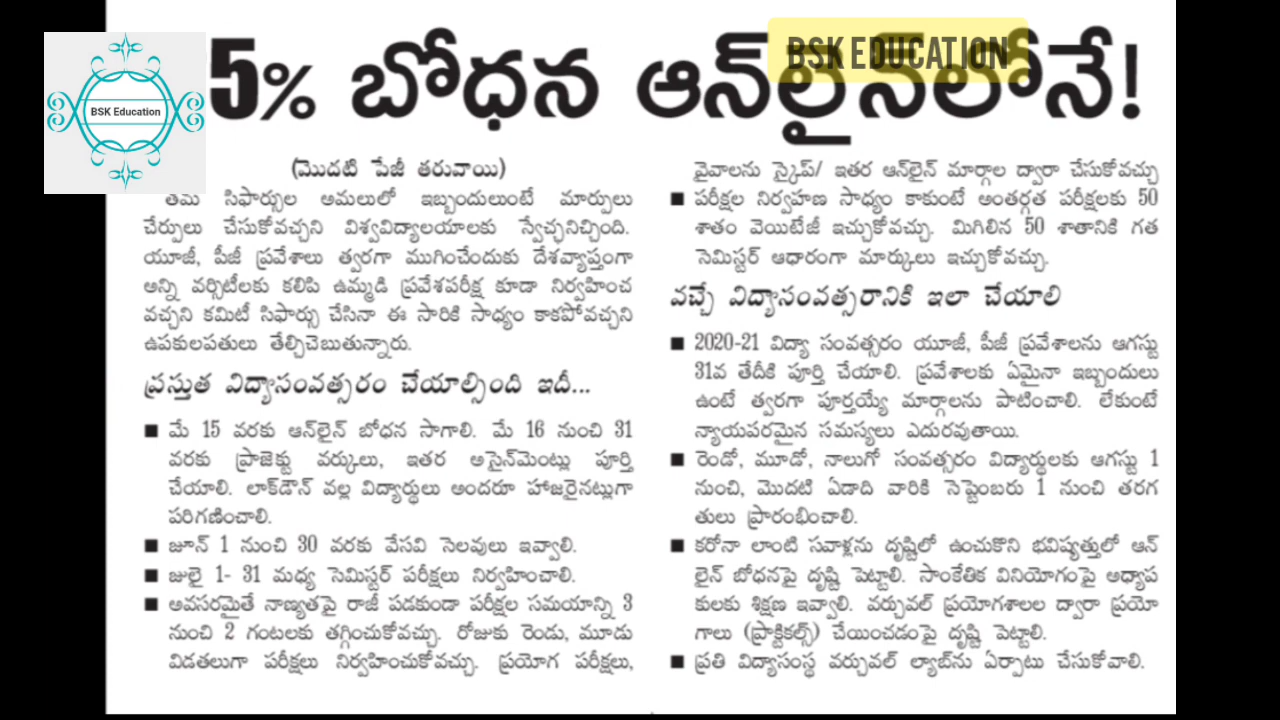 BSK EDUCATION
BSK Education
5% బోధన ఆన్‌లైన్‌లోనే!
(మొదటి పేజీ తరువాయి)
తమ సిఫార్సుల అమలులో ఇబ్బందులుంటే మార్పులు
చేర్పులు చేసుకోవచ్చని విశ్వవిద్యాలయాలకు స్వేచ్ఛనిచ్చింది.
యూజీ, పీజీ ప్రవేశాలు త్వరగా ముగించేందుకు దేశవ్యాప్తంగా
అన్ని వర్సిటీలకు కలిపి ఉమ్మడి ప్రవేశపరీక్ష కూడా నిర్వహించ
వచ్చని కమిటీ సిఫార్సు చేసినా ఈ సారికి సాధ్యం కాకపోవచ్చని
ఉపకులపతులు తేల్చిచెబుతున్నారు.
ప్రస్తుత విద్యాసంవత్సరం చేయాల్సింది ఇదీ...
■ మే 15 వరకు ఆన్‌లైన్ బోధన సాగాలి. మే 16 నుంచి 31
వరకు ప్రాజెక్టు వర్కులు, ఇతర అసైన్‌మెంట్లు పూర్తి
చేయాలి. లాక్‌డౌన్ వల్ల విద్యార్థులు అందరూ హాజరైనట్లుగా
పరిగణించాలి.
■ జూన్ 1 నుంచి 30 వరకు వేసవి సెలవులు ఇవ్వాలి.
■ జులై 1- 31 మధ్య సెమిస్టర్ పరీక్షలు నిర్వహించాలి.
■ అవసరమైతే నాణ్యతపై రాజీ పడకుండా పరీక్షల సమయాన్ని 3
నుంచి 2 గంటలకు తగ్గించుకోవచ్చు. రోజుకు రెండు, మూడు
విడతలుగా పరీక్షలు నిర్వహించుకోవచ్చు. ప్రయోగ పరీక్షలు,
వైవాలను స్కైప్/ ఇతర ఆన్‌లైన్ మార్గాల ద్వారా చేసుకోవచ్చు
■ పరీక్షల నిర్వహణ సాధ్యం కాకుంటే అంతర్గత పరీక్షలకు 50
శాతం వెయిటేజీ ఇచ్చుకోవచ్చు. మిగిలిన 50 శాతానికి గత
సెమిస్టర్ ఆధారంగా మార్కులు ఇచ్చుకోవచ్చు.
వచ్చే విద్యాసంవత్సరానికి ఇలా చేయాలి
■ 2020-21 విద్యా సంవత్సరం యూజీ, పీజీ ప్రవేశాలను ఆగస్టు
31వ తేదీకి పూర్తి చేయాలి. ప్రవేశాలకు ఏమైనా ఇబ్బందులు
ఉంటే త్వరగా పూర్తయ్యే మార్గాలను పాటించాలి. లేకుంటే
న్యాయపరమైన సమస్యలు ఎదురవుతాయి.
■ రెండో, మూడో, నాలుగో సంవత్సరం విద్యార్థులకు ఆగస్టు 1
నుంచి, మొదటి ఏడాది వారికి సెప్టెంబరు 1 నుంచి తరగ
తులు ప్రారంభించాలి.
■ కరోనా లాంటి సవాళ్లను దృష్టిలో ఉంచుకొని భవిష్యత్తులో ఆన్
లైన్ బోధనపై దృష్టి పెట్టాలి. సాంకేతిక వినియోగంపై అధ్యాప
కులకు శిక్షణ ఇవ్వాలి. వర్చువల్ ప్రయోగశాలల ద్వారా ప్రయో
గాలు (ప్రాక్టికల్స్) చేయించడంపై దృష్టి పెట్టాలి.
■ ప్రతి విద్యాసంస్థ వర్చువల్ ల్యాబ్‌ను ఏర్పాటు చేసుకోవాలి.